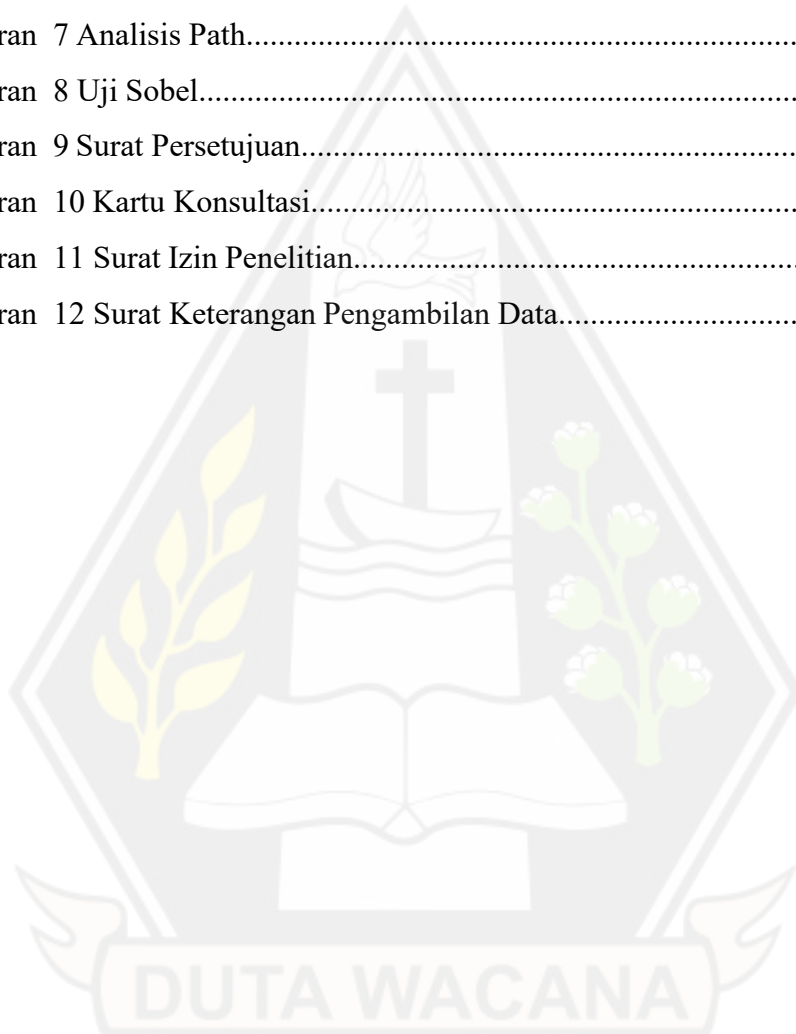 ran 7 Analisis Path..................................................................................
ran 8 Uji Sobel........................................................................................
ran 9 Surat Persetujuan...........................................................................
ran 10 Kartu Konsultasi..........................................................................
ran 11 Surat Izin Penelitian.....................................................................
ran 12 Surat Keterangan Pengambilan Data...........................................
DUTA WACANA